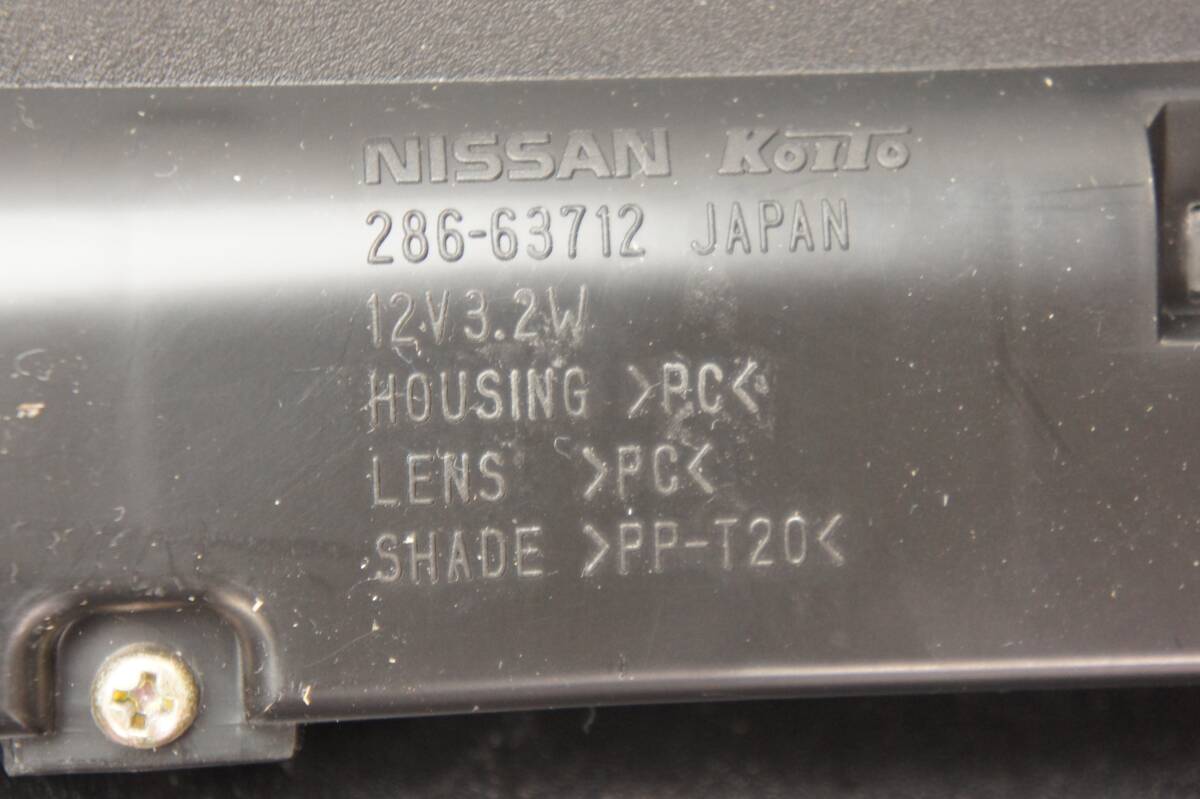 NISSAN KOITO
286-63712 JAPAN
12V3.2W
HOUSING >PC<
LENS >PC<
SHADE >PP-T20<